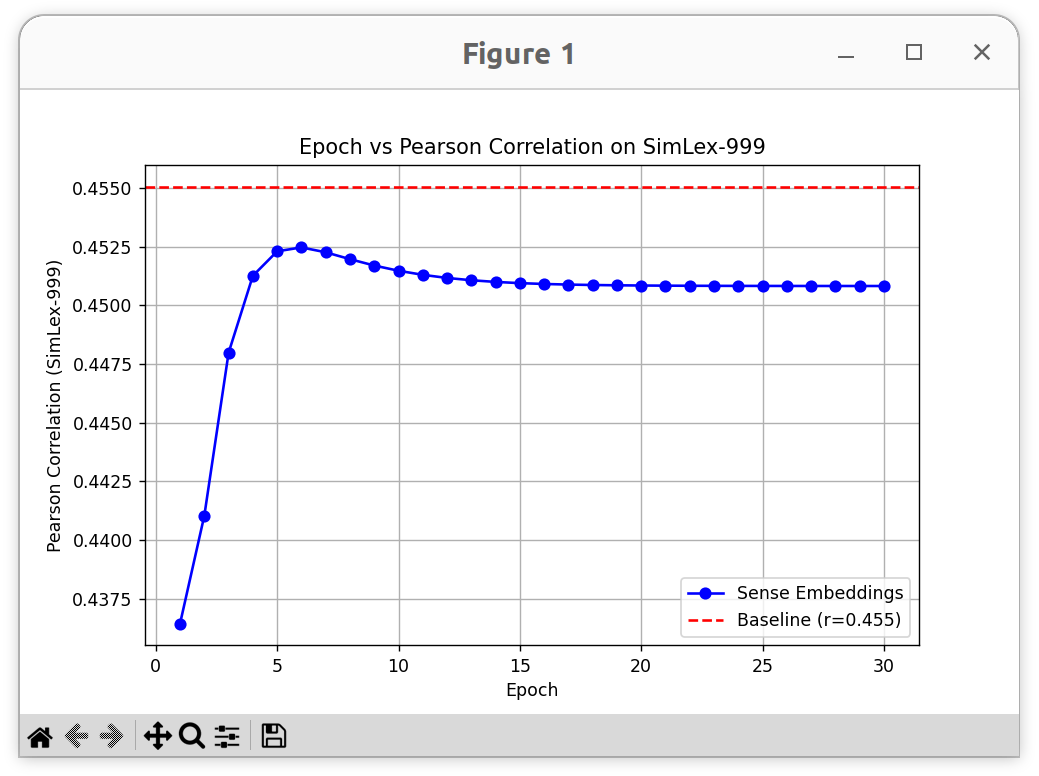 Figure 1
Epoch vs Pearson Correlation on SimLex-999
Pearson Correlation (SimLex-999)
0.4550
0.4525
0.4500
0.4475
0.4450
0.4425
0.4400
0.4375
Sense Embeddings
Baseline (r=0.455)
0 5 10 15 20 25 30
Epoch